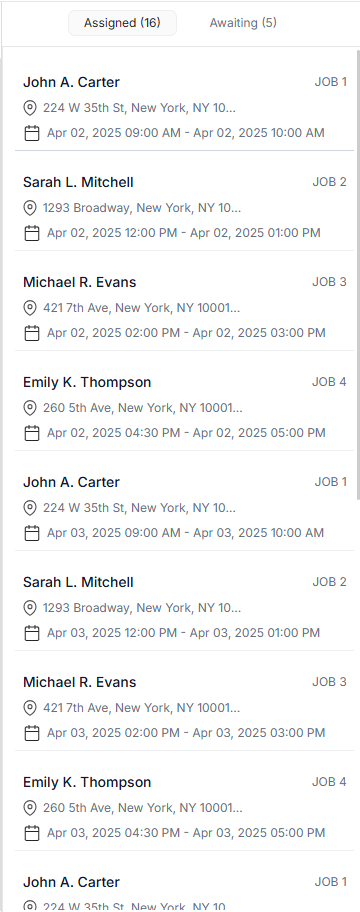 Assigned (16) Awaiting (5)
John A. Carter JOB 1
224 W 35th St, New York, NY 10...
Apr 02, 2025 09:00 AM - Apr 02, 2025 10:00 AM
Sarah L. Mitchell JOB 2
1293 Broadway, New York, NY 10...
Apr 02, 2025 12:00 PM - Apr 02, 2025 01:00 PM
Michael R. Evans JOB 3
421 7th Ave, New York, NY 10001...
Apr 02, 2025 02:00 PM - Apr 02, 2025 03:00 PM
Emily K. Thompson JOB 4
260 5th Ave, New York, NY 10001...
Apr 02, 2025 04:30 PM - Apr 02, 2025 05:00 PM
John A. Carter JOB 1
224 W 35th St, New York, NY 10...
Apr 03, 2025 09:00 AM - Apr 03, 2025 10:00 AM
Sarah L. Mitchell JOB 2
1293 Broadway, New York, NY 10...
Apr 03, 2025 12:00 PM - Apr 03, 2025 01:00 PM
Michael R. Evans JOB 3
421 7th Ave, New York, NY 10001...
Apr 03, 2025 02:00 PM - Apr 03, 2025 03:00 PM
Emily K. Thompson JOB 4
260 5th Ave, New York, NY 10001...
Apr 03, 2025 04:30 PM - Apr 03, 2025 05:00 PM
John A. Carter JOB 1
224 W 35th St, New York, NY 10